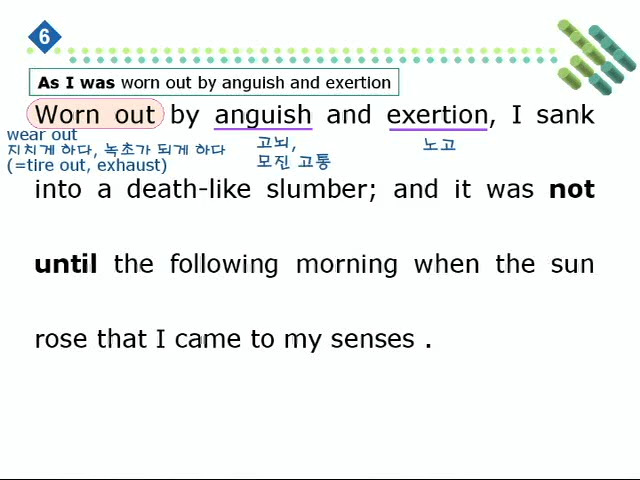 6
As I was worn out by anguish and exertion
Worn out by anguish and exertion, I sank
wear out
지치게 하다, 녹초가 되게 하다
(=tire out, exhaust)
고뇌,
모진 고통
노고
into a death-like slumber; and it was not
until the following morning when the sun
rose that I came to my senses .